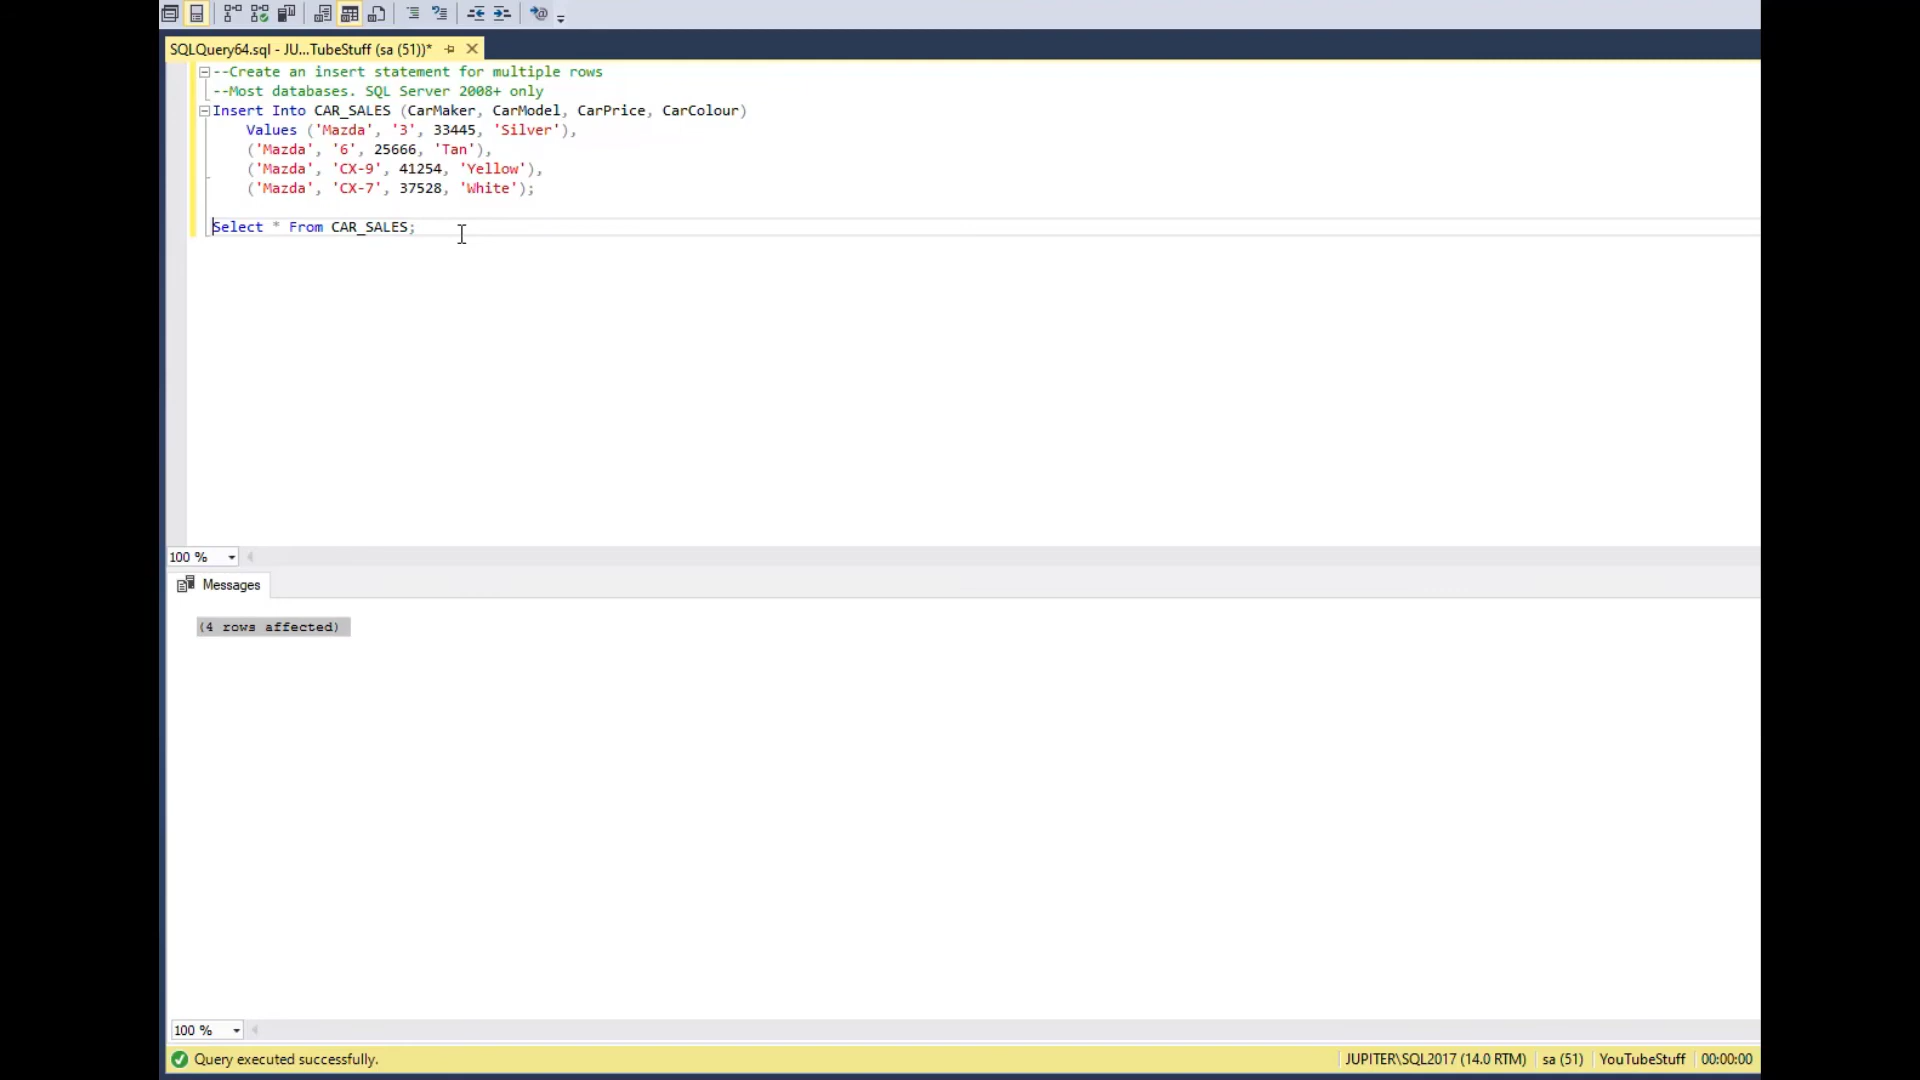 SQLQuery64.sql - JU...TubeStuff (sa (51))*
--Create an insert statement for multiple rows
--Most databases. SQL Server 2008+ only
Insert Into CAR_SALES (CarMaker, CarModel, CarPrice, CarColour)
Values ('Mazda', '3', 33445, 'Silver'),
('Mazda', '6', 25666, 'Tan'),
('Mazda', 'CX-9', 41254, 'Yellow'),
('Mazda', 'CX-7', 37528, 'White');
Select * From CAR_SALES;
100 %
Messages
(4 rows affected)
100 %
Query executed successfully. JUPITER\SQL2017 (14.0 RTM) sa (51) YouTubeStuff 00:00:00